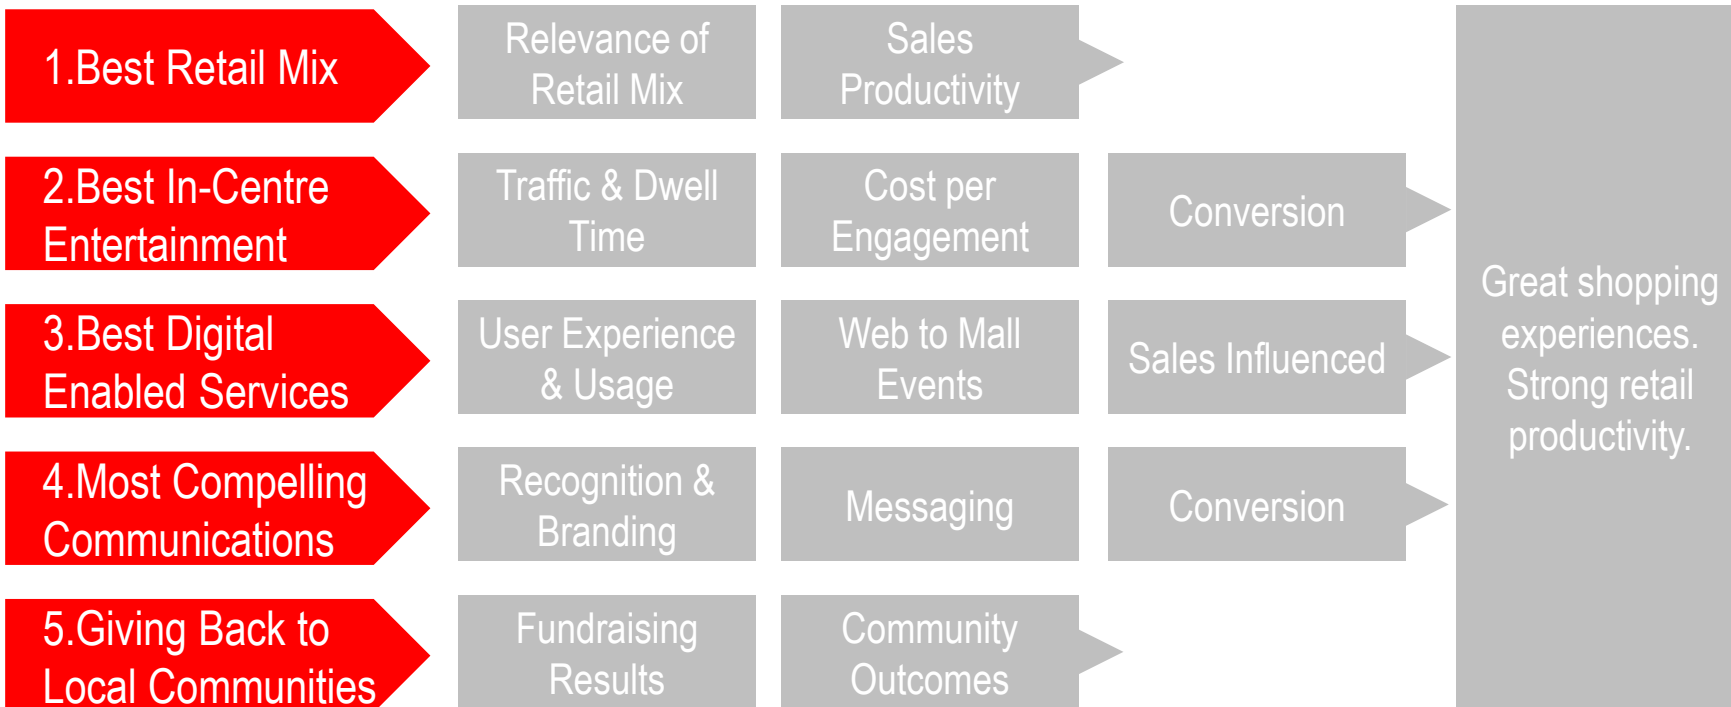 1.Best Retail Mix
Relevance of
Retail Mix
Sales
Productivity
2.Best In-Centre
Entertainment
Traffic & Dwell
Time
Cost per
Engagement
Conversion
3.Best Digital
Enabled Services
User Experience
& Usage
Web to Mall
Events
Sales Influenced
4.Most Compelling
Communications
Recognition &
Branding
Messaging
Conversion
5.Giving Back to
Local Communities
Fundraising
Results
Community
Outcomes
Great shopping
experiences.
Strong retail
productivity.